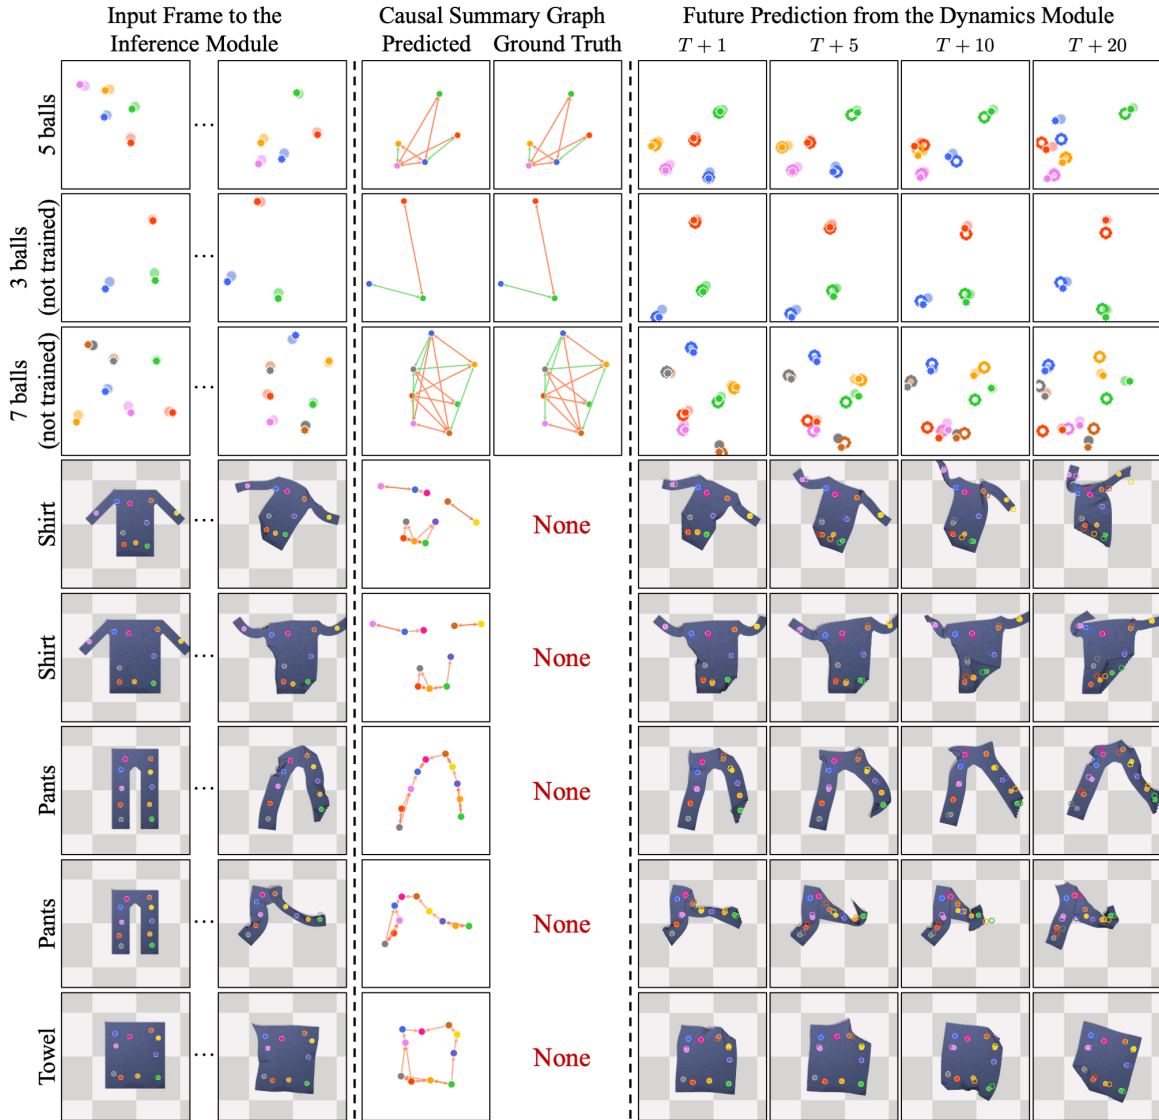 Input Frame to the
Inference Module
Causal Summary Graph
Predicted Ground Truth
Future Prediction from the Dynamics Module
T + 1 T + 5 T + 10 T + 20
5 balls
...
3 balls
(not trained)
...
7 balls
(not trained)
...
Shirt
...
None
Shirt
...
None
Pants
...
None
Pants
...
None
Towel
...
None